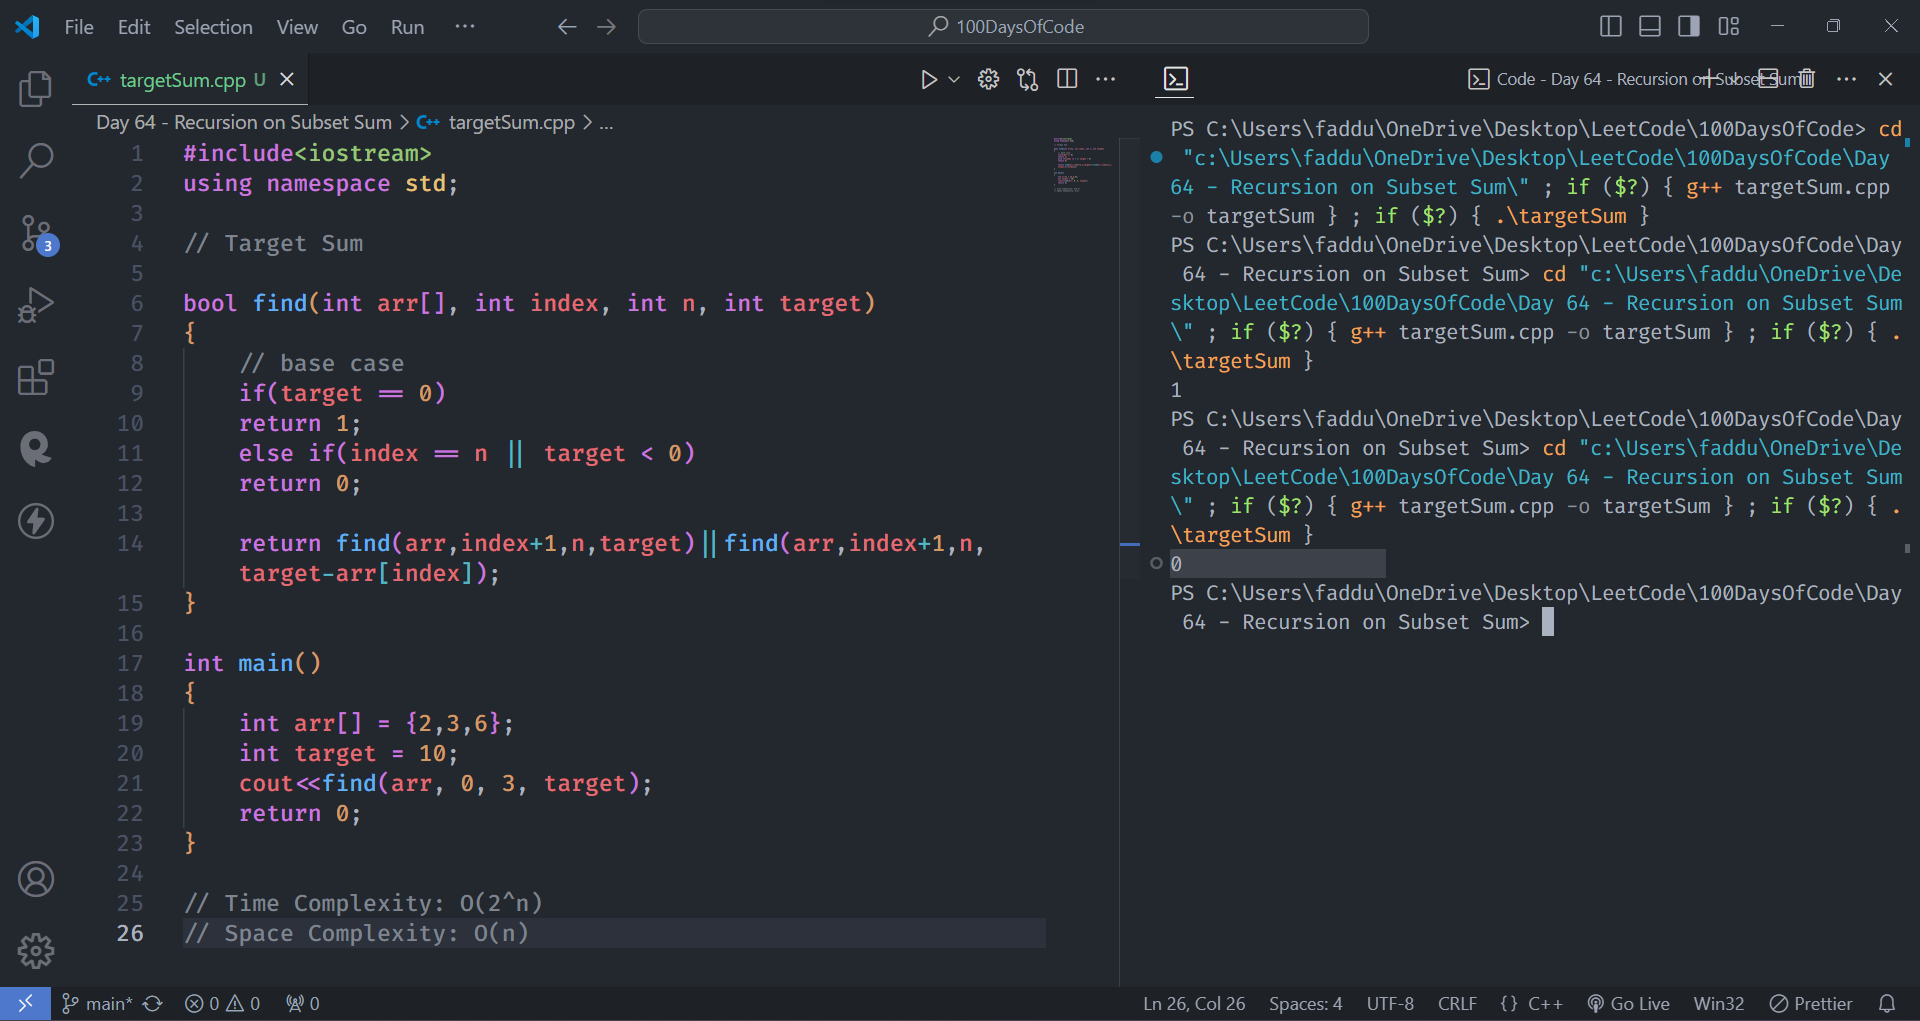 File Edit Selection View Go Run ··· 100DaysOfCode
C++ targetSum.cpp U
Day 64 - Recursion on Subset Sum > C++ targetSum.cpp > ...
1 #include<iostream>
2 using namespace std;
3
4 // Target Sum
5
6 bool find(int arr[], int index, int n, int target)
7 {
8 // base case
9 if(target == 0)
10 return 1;
11 else if(index == n || target < 0)
12 return 0;
13
14 return find(arr,index+1,n,target)||find(arr,index+1,n,
target-arr[index]);
15 }
16
17 int main()
18 {
19 int arr[] = {2,3,6};
20 int target = 10;
21 cout<<find(arr, 0, 3, target);
22 return 0;
23 }
24
25 // Time Complexity: O(2^n)
26 // Space Complexity: O(n)
3
Code - Day 64 - Recursion on Subset Sum
PS C:\Users\faddu\OneDrive\Desktop\LeetCode\100DaysOfCode> cd
"c:\Users\faddu\OneDrive\Desktop\LeetCode\100DaysOfCode\Day
64 - Recursion on Subset Sum\" ; if ($?) { g++ targetSum.cpp
-o targetSum } ; if ($?) { .\targetSum }
PS C:\Users\faddu\OneDrive\Desktop\LeetCode\100DaysOfCode\Day
64 - Recursion on Subset Sum> cd "c:\Users\faddu\OneDrive\De
sktop\LeetCode\100DaysOfCode\Day 64 - Recursion on Subset Sum
\" ; if ($?) { g++ targetSum.cpp -o targetSum } ; if ($?) { .
\targetSum }
1
PS C:\Users\faddu\OneDrive\Desktop\LeetCode\100DaysOfCode\Day
64 - Recursion on Subset Sum> cd "c:\Users\faddu\OneDrive\De
sktop\LeetCode\100DaysOfCode\Day 64 - Recursion on Subset Sum
\" ; if ($?) { g++ targetSum.cpp -o targetSum } ; if ($?) { .
\targetSum }
0
PS C:\Users\faddu\OneDrive\Desktop\LeetCode\100DaysOfCode\Day
64 - Recursion on Subset Sum>
main* 0 0 0 Ln 26, Col 26 Spaces: 4 UTF-8 CRLF {} C++ Go Live Win32 Prettier